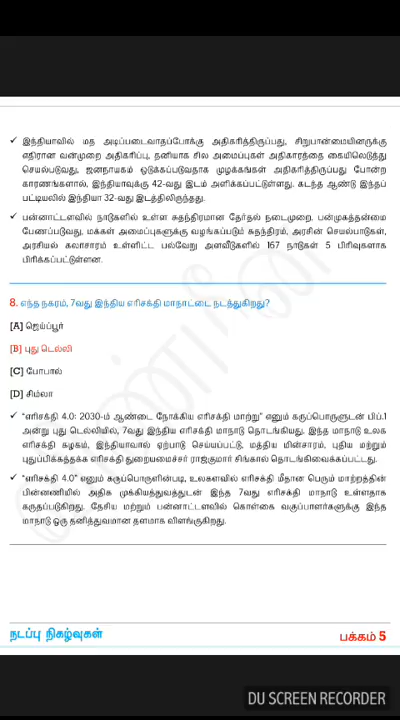 ✓ இந்தியாவில் மத அடிப்படைவாதப்போக்கு அதிகரித்திருப்பது, சிறுபான்மையினருக்கு
எதிரான வன்முறை அதிகரிப்பு, தனியாக சில அமைப்புகள் அதிகாரத்தை கையிலெடுத்து
செயல்படுவது, ஜனநாயகம் ஒடுக்கப்படுவதாக முழக்கங்கள் அதிகரித்திருப்பது போன்ற
காரணங்களால், இந்தியாவுக்கு 42-வது இடம் அளிக்கப்பட்டுள்ளது. கடந்த ஆண்டு இந்தப்
பட்டியலில் இந்தியா 32-வது இடத்திலிருந்தது.
✓ பன்னாட்டளவில் நாடுகளில் உள்ள சுதந்திரமான தேர்தல் நடைமுறை, பன்முகத்தன்மை
பேணப்படுவது, மக்கள் அமைப்புகளுக்கு வழங்கப்படும் சுதந்திரம், அரசின் செயல்பாடுகள்,
அரசியல் கலாசாரம் உள்ளிட்ட பல்வேறு அளவீடுகளில் 167 நாடுகள் 5 பிரிவுகளாக
பிரிக்கப்பட்டுள்ளன.
8. எந்த நகரம், 7வது இந்திய எரிசக்தி மாநாட்டை நடத்துகிறது?
[A] ஜெய்ப்பூர்
[B] புது டெல்லி
[C] போபால்
[D] சிம்லா
✓ "எரிசக்தி 4.0: 2030-ம் ஆண்டை நோக்கிய எரிசக்தி மாற்று" எனும் கருப்பொருளுடன் பிப்.1
அன்று புது டெல்லியில், 7வது இந்திய எரிசக்தி மாநாடு தொடங்கியது. இந்த மாநாடு உலக
எரிசக்தி கழகம், இந்தியாவால் ஏற்பாடு செய்யப்பட்டு, மத்திய மின்சாரம், புதிய மற்றும்
புதுப்பிக்கத்தக்க எரிசக்தி துறையமைச்சர் ராஜ்குமார் சிங்கால் தொடங்கிவைக்கப்பட்டது.
✓ "எரிசக்தி 4.0" எனும் கருப்பொருளின்படி, உலகளவில் எரிசக்தி மீதான பெரும் மாற்றத்தின்
பின்னணியில் அதிக முக்கியத்துவத்துடன் இந்த 7வது எரிசக்தி மாநாடு உள்ளதாக
கருதப்படுகிறது. தேசிய மற்றும் பன்னாட்டளவில் கொள்கை வகுப்பாளர்களுக்கு இந்த
மாநாடு ஒரு தனித்துவமான தளமாக விளங்குகிறது.
நடப்பு நிகழ்வுகள் பக்கம் 5
DU SCREEN RECORDER